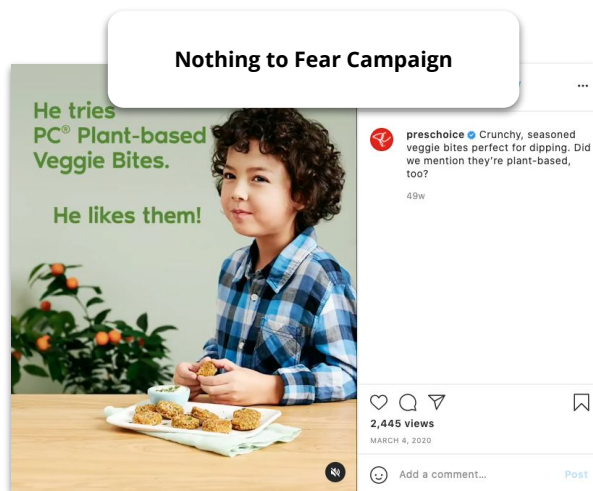 Nothing to Fear Campaign
He tries
PC® Plant-based
Veggie Bites.
He likes them!
preschoice Crunchy, seasoned
veggie bites perfect for dipping. Did
we mention they're plant-based,
too?
49w
2,445 views
MARCH 4, 2020
Add a comment...
Post